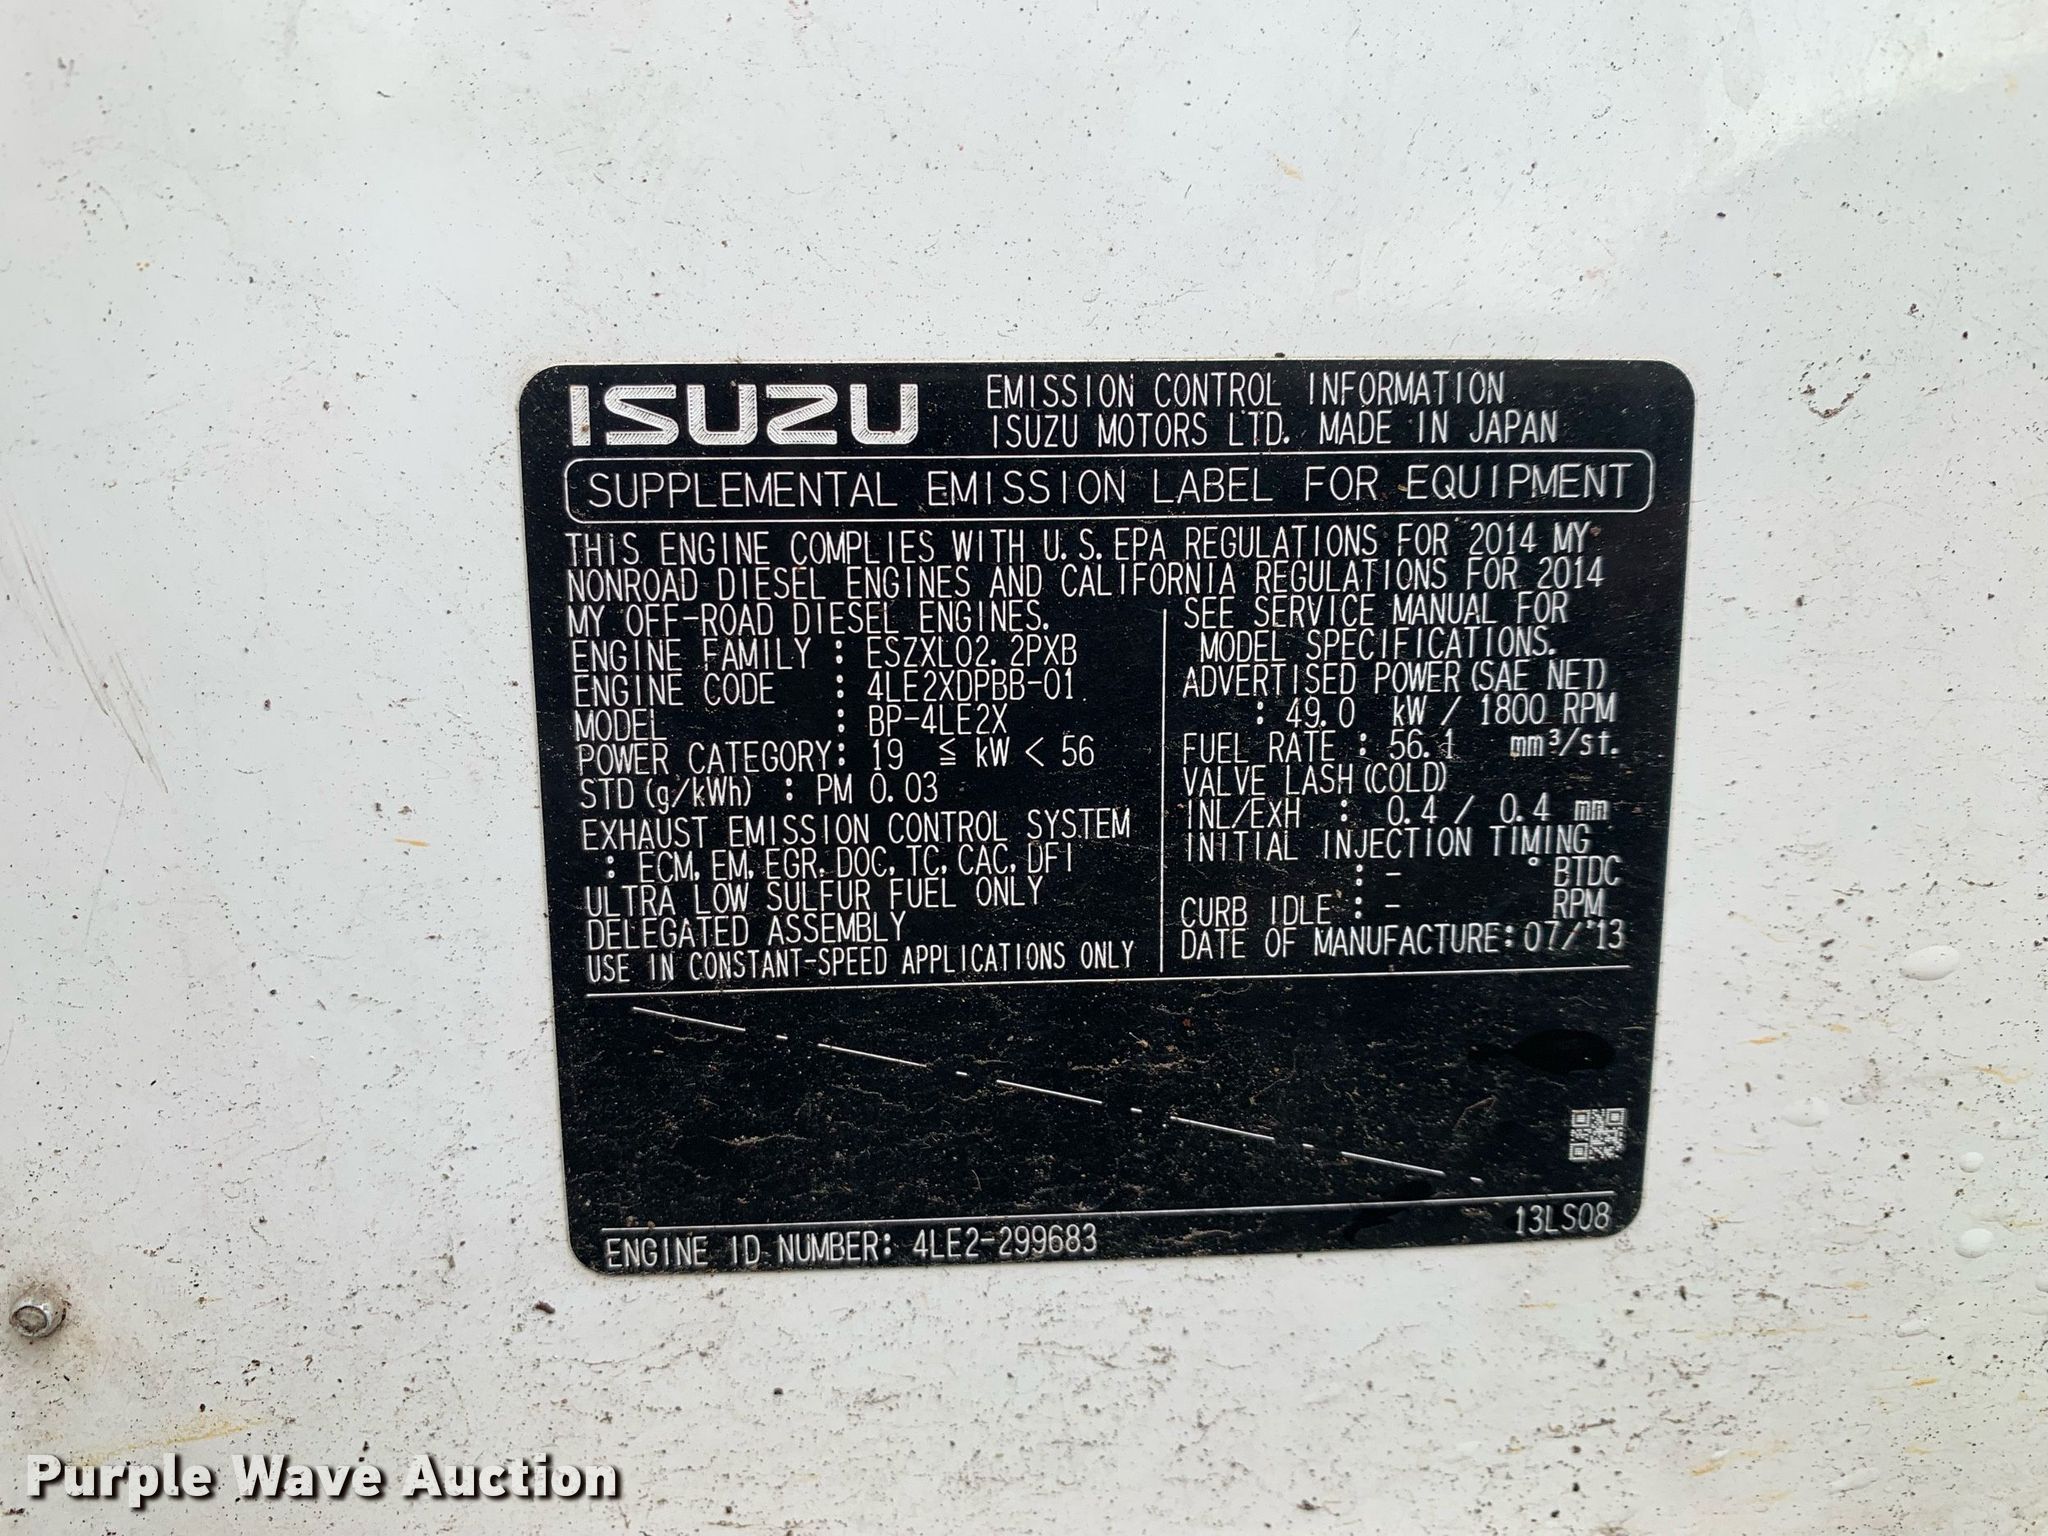 ISUZU
EMISSION CONTROL INFORMATION
ISUZU MOTORS LTD. MADE IN JAPAN
SUPPLEMENTAL EMISSION LABEL FOR EQUIPMENT
THIS ENGINE COMPLIES WITH U.S.EPA REGULATIONS FOR 2014 MY
NONROAD DIESEL ENGINES AND CALIFORNIA REGULATIONS FOR 2014
MY OFF-ROAD DIESEL ENGINES.
ENGINE FAMILY : ESZXL02.2PXB
ENGINE CODE : 4LE2XDPBB-01
MODEL : BP-4LE2X
POWER CATEGORY: 19 ≦ kW < 56
STD(g/kWh) : PM 0.03
EXHAUST EMISSION CONTROL SYSTEM
: ECM, EM, EGR, DOC, TC, CAC, DFI
ULTRA LOW SULFUR FUEL ONLY
DELEGATED ASSEMBLY
USE IN CONSTANT-SPEED APPLICATIONS ONLY
SEE SERVICE MANUAL FOR
MODEL SPECIFICATIONS.
ADVERTISED POWER(SAE NET)
: 49.0 kW / 1800 RPM
FUEL RATE : 56.1 mm³/st.
VALVE LASH(COLD)
INL/EXH : 0.4 / 0.4 mm
INITIAL INJECTION TIMING
: - ° BTDC
CURB IDLE : - RPM
DATE OF MANUFACTURE:07/'13
13LS08
ENGINE ID NUMBER: 4LE2-299683
Purple Wave Auction